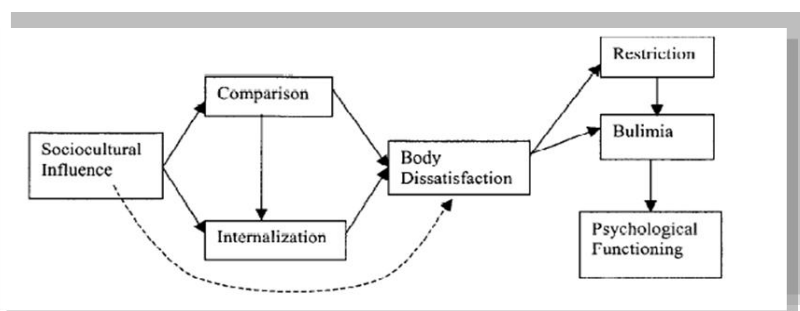 Restriction
Comparison
Bulimia
Sociocultural
Influence
Body
Dissatisfaction
Internalization
Psychological
Functioning